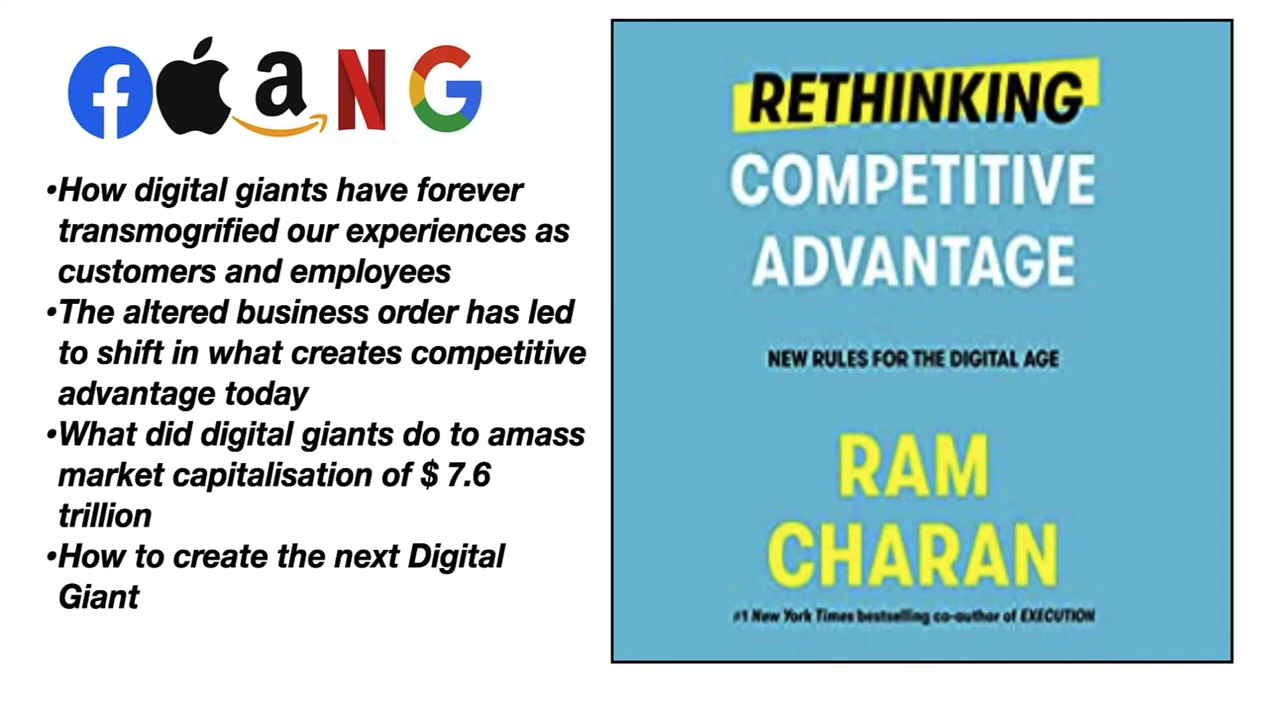 f a N G
•How digital giants have forever
transmogrified our experiences as
customers and employees
•The altered business order has led
to shift in what creates competitive
advantage today
•What did digital giants do to amass
market capitalisation of $ 7.6
trillion
•How to create the next Digital
Giant
RETHINKING
COMPETITIVE
ADVANTAGE
NEW RULES FOR THE DIGITAL AGE
RAM
CHARAN
#1 New York Times bestselling co-author of EXECUTION